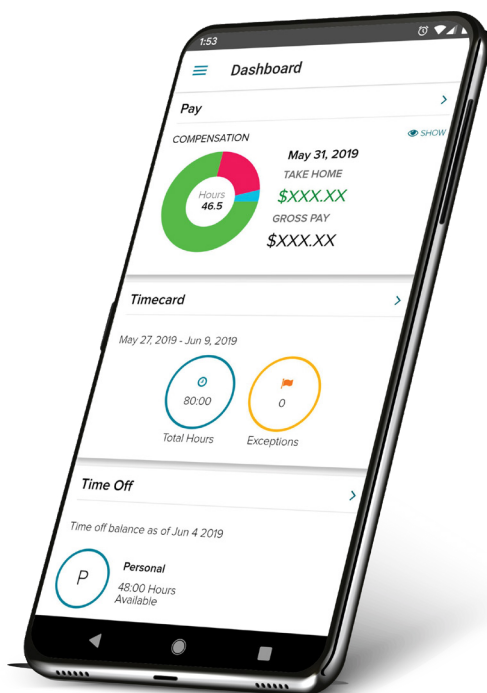 1:53
Dashboard
Pay
COMPENSATION
SHOW
May 31, 2019
TAKE HOME
$XXX.XX
GROSS PAY
$XXX.XX
Hours
46.5
Timecard
May 27, 2019 - Jun 9, 2019
80:00
0
Total Hours
Exceptions
Time Off
Time off balance as of Jun 4 2019
P
Personal
48:00 Hours
Available